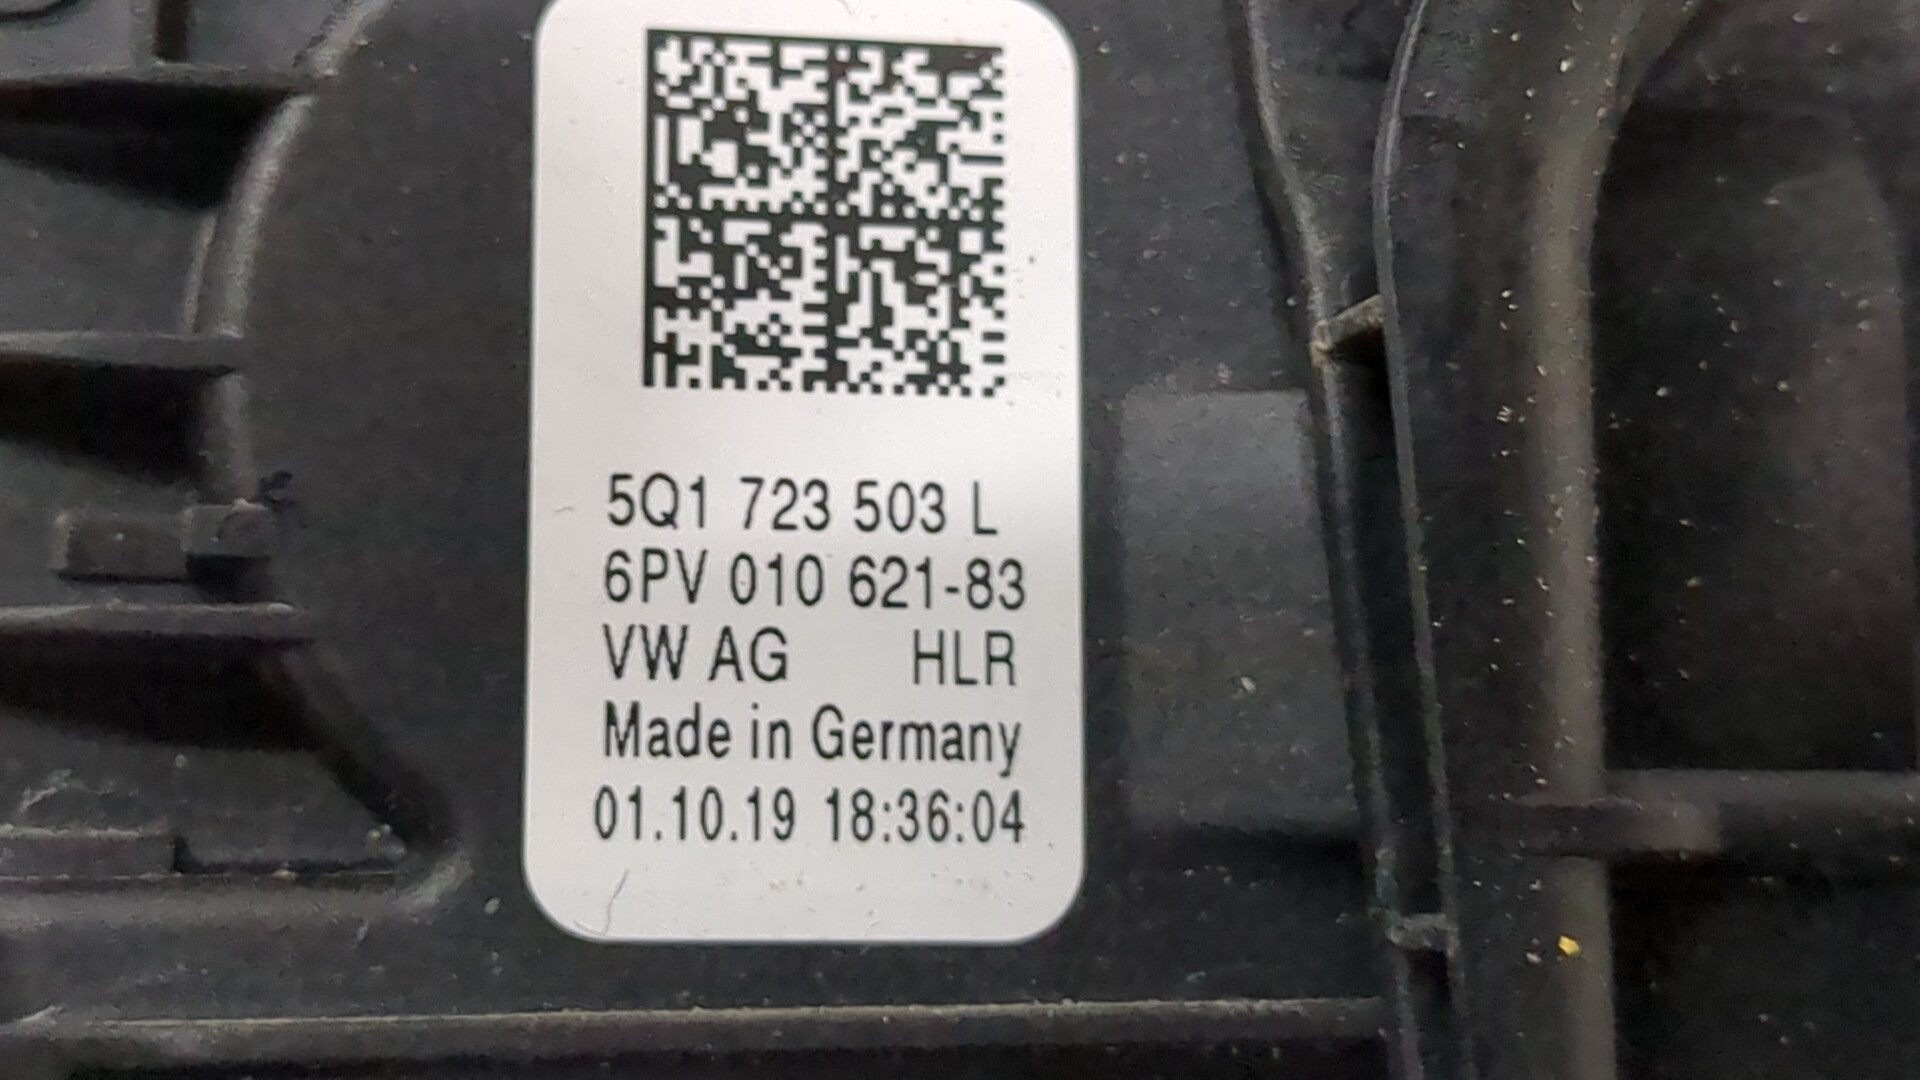 5Q1 723 503 L
6PV 010 621-83
VW AG HLR
Made in Germany
01.10.19 18:36:04